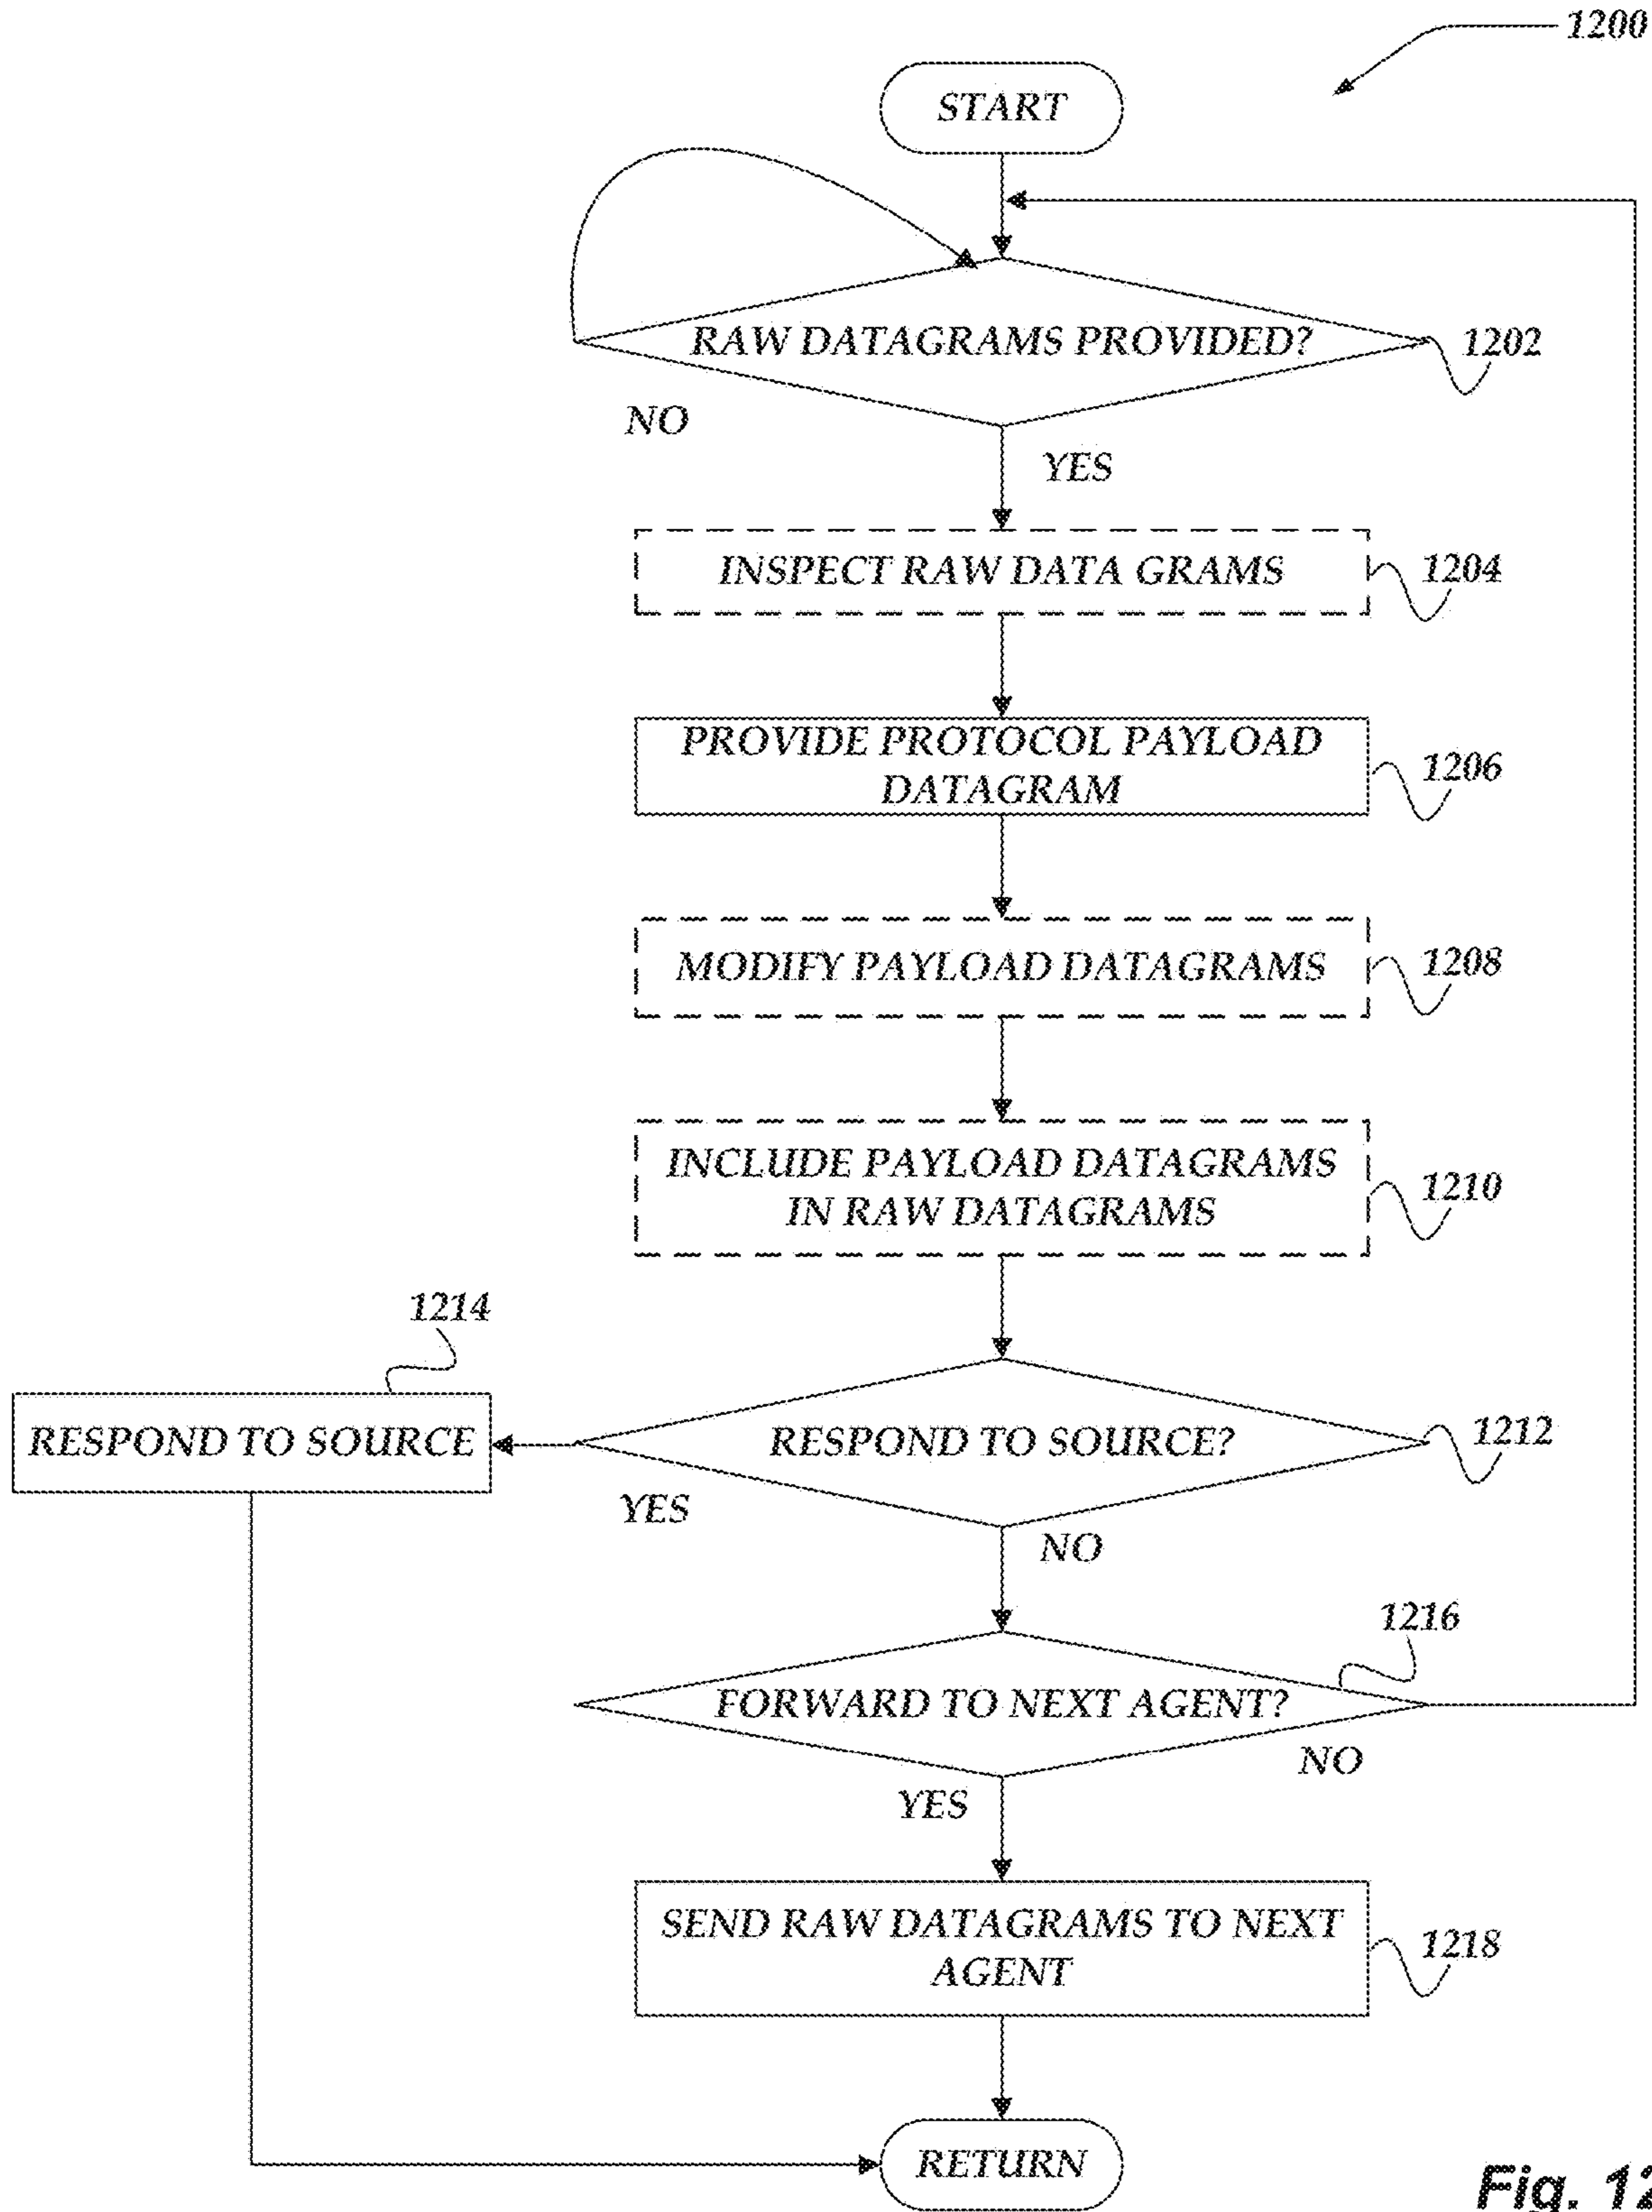 1200
START
RAW DATAGRAMS PROVIDED?
1202
NO
YES
INSPECT RAW DATA GRAMS
1204
PROVIDE PROTOCOL PAYLOAD
DATAGRAM
1206
MODIFY PAYLOAD DATAGRAMS
1208
INCLUDE PAYLOAD DATAGRAMS
IN RAW DATAGRAMS
1210
1214
RESPOND TO SOURCE
RESPOND TO SOURCE?
1212
YES
NO
1216
FORWARD TO NEXT AGENT?
NO
YES
SEND RAW DATAGRAMS TO NEXT
AGENT
1218
RETURN
Fig. 12